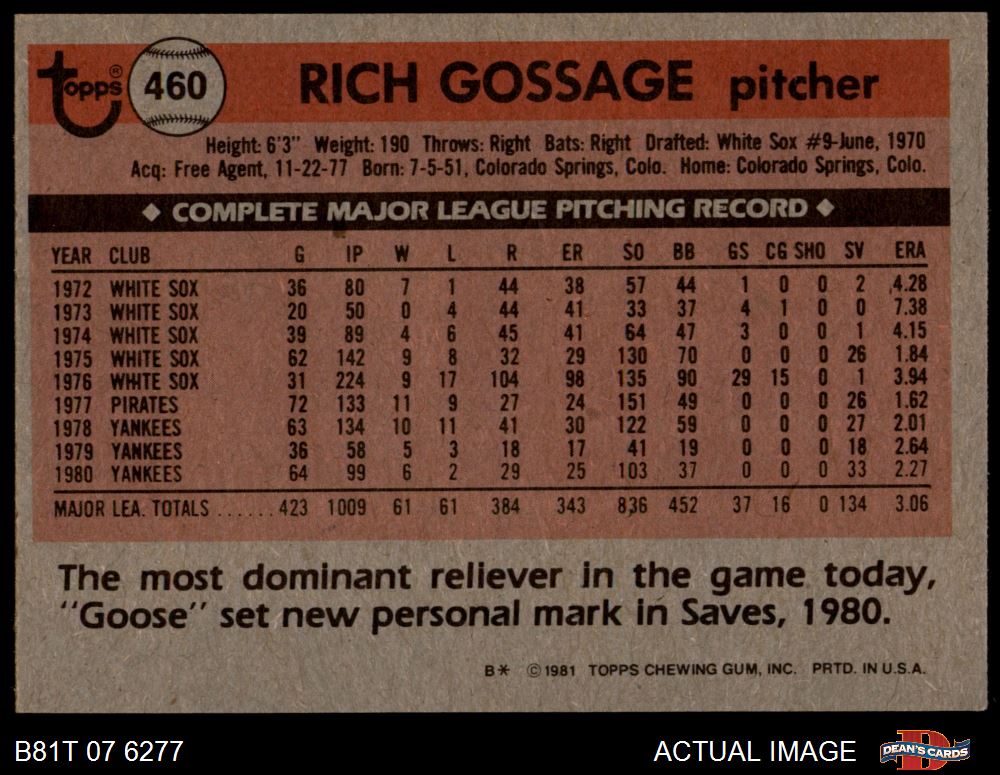 Topps® 460 RICH GOSSAGE pitcher
Height: 6'3" Weight: 190 Throws: Right Bats: Right Drafted: White Sox #9-June, 1970
Acq: Free Agent, 11-22-77 Born: 7-5-51, Colorado Springs, Colo. Home: Colorado Springs, Colo.
◆ COMPLETE MAJOR LEAGUE PITCHING RECORD ◆
YEAR CLUB G IP W L R ER SO BB GS CG SHO SV ERA
1972 WHITE SOX 36 80 7 1 44 38 57 44 1 0 0 2 4.28
1973 WHITE SOX 20 50 0 4 44 41 33 37 4 1 0 0 7.38
1974 WHITE SOX 39 89 4 6 45 41 64 47 3 0 0 1 4.15
1975 WHITE SOX 62 142 9 8 32 29 130 70 0 0 0 26 1.84
1976 WHITE SOX 31 224 9 17 104 98 135 90 29 15 0 1 3.94
1977 PIRATES 72 133 11 9 27 24 151 49 0 0 0 26 1.62
1978 YANKEES 63 134 10 11 41 30 122 59 0 0 0 27 2.01
1979 YANKEES 36 58 5 3 18 17 41 19 0 0 0 18 2.64
1980 YANKEES 64 99 6 2 29 25 103 37 0 0 0 33 2.27
MAJOR LEA. TOTALS ......423 1009 61 61 384 343 836 452 37 16 0 134 3.06
The most dominant reliever in the game today,
"Goose" set new personal mark in Saves, 1980.
B* ©1981 TOPPS CHEWING GUM, INC. PRTD. IN U.S.A.
B81T 07 6277 ACTUAL IMAGE DEAN'S CARDS